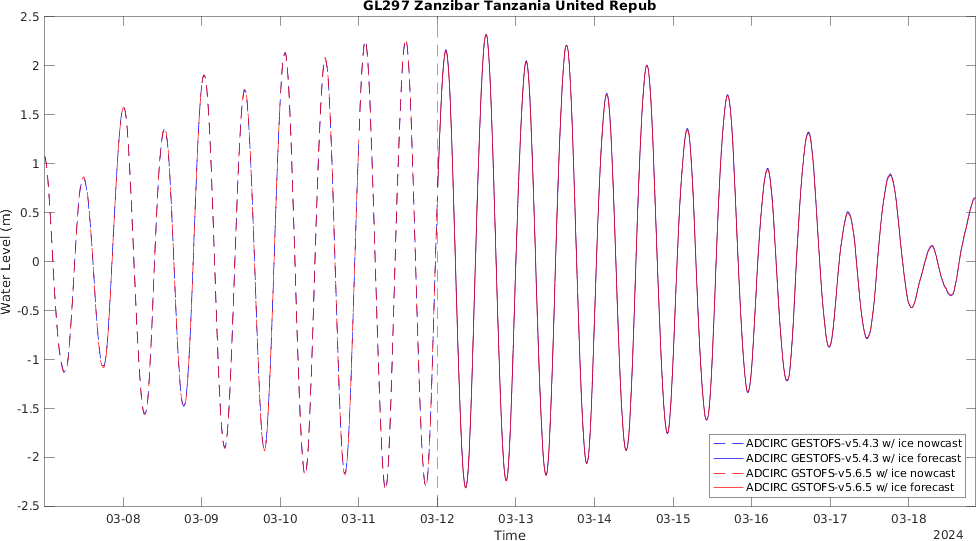 GL297 Zanzibar Tanzania United Repub
2.5
2
1.5
1
0.5
0
-0.5
-1
-1.5
-2
-2.5
Water Level (m)
ADCIRC GESTOFS-v5.4.3 w/ ice nowcast
ADCIRC GESTOFS-v5.4.3 w/ ice forecast
ADCIRC GSTOFS-v5.6.5 w/ ice nowcast
ADCIRC GSTOFS-v5.6.5 w/ ice forecast
03-08 03-09 03-10 03-11 03-12 03-13 03-14 03-15 03-16 03-17 03-18
Time
2024